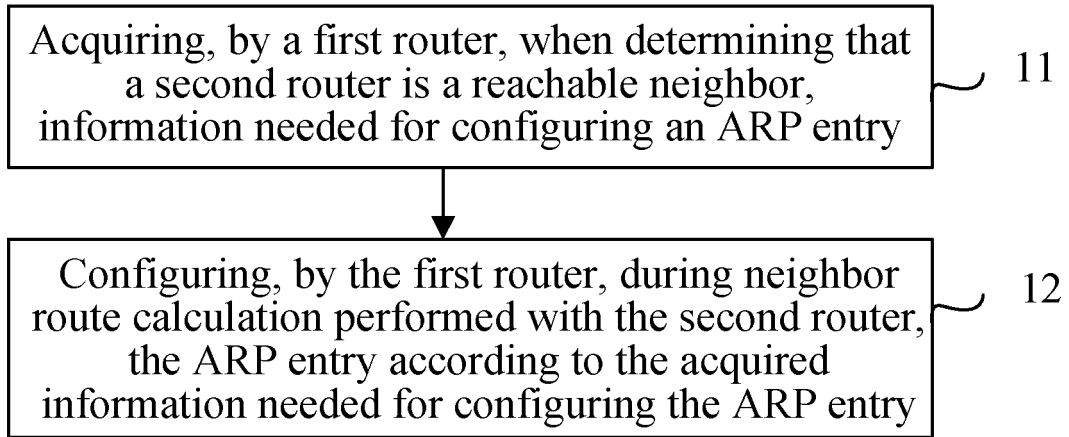 Acquiring, by a first router, when determining that
a second router is a reachable neighbor,
information needed for configuring an ARP entry
11
Configuring, by the first router, during neighbor
route calculation performed with the second router,
the ARP entry according to the acquired
information needed for configuring the ARP entry
12